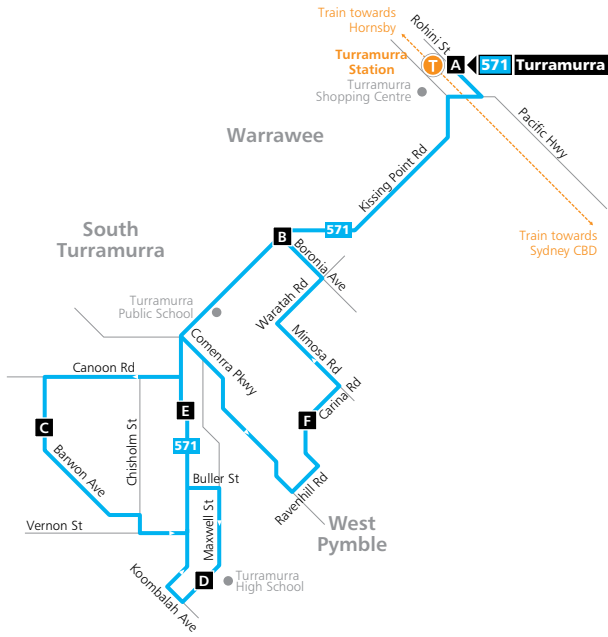 Train towards
Hornsby
Rohini St
Turramurra
Station
T
A
571 Turramurra
Turramurra
Shopping Centre
Pacific Hwy
Warrawee
Kissing Point Rd
Train towards
Sydney CBD
South
Turramurra
B
571
Boronia Ave
Waratah Rd
Turramurra
Public School
Mimosa Rd
Comenrra Pkwy
Canoon Rd
Carina Rd
E
F
C
571
Chisholm St
Barwon Ave
Buller St
Ravenhill Rd
West
Pymble
Vernon St
Maxwell St
D
Turramurra
High School
Koombalah Ave